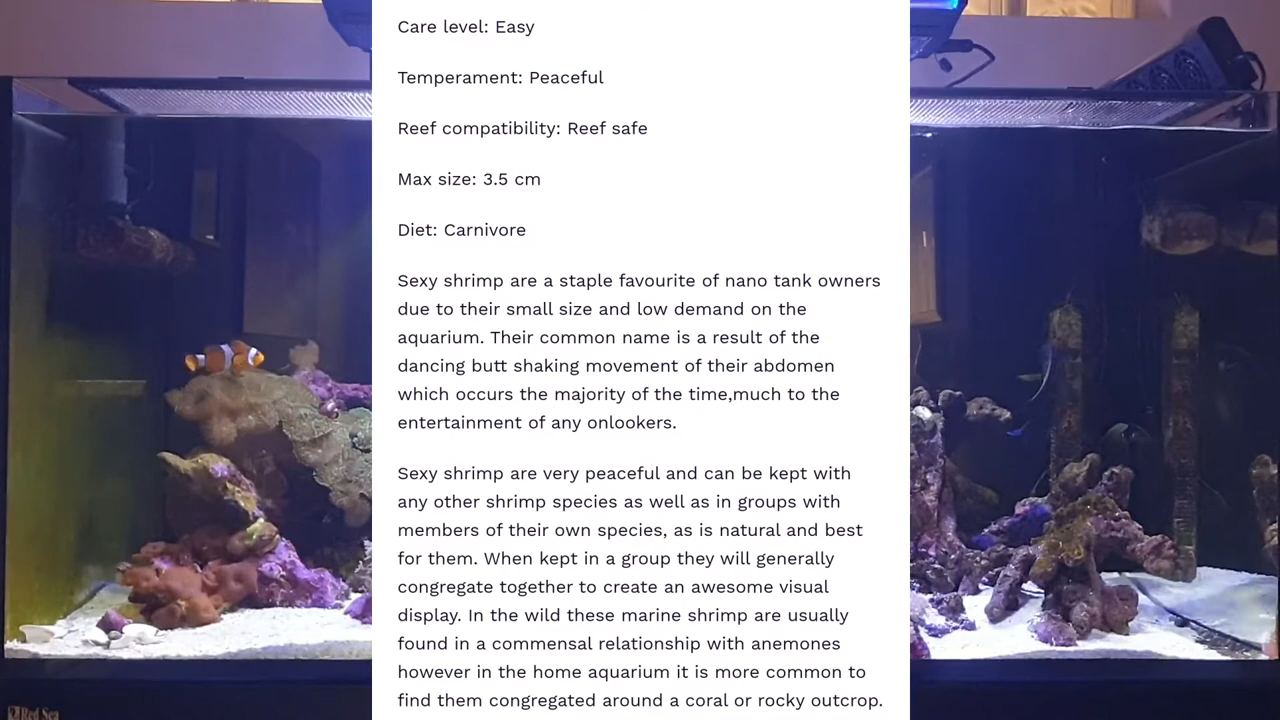 Care level: Easy
Temperament: Peaceful
Reef compatibility: Reef safe
Max size: 3.5 cm
Diet: Carnivore
Sexy shrimp are a staple favourite of nano tank owners
due to their small size and low demand on the
aquarium. Their common name is a result of the
dancing butt shaking movement of their abdomen
which occurs the majority of the time,much to the
entertainment of any onlookers.
Sexy shrimp are very peaceful and can be kept with
any other shrimp species as well as in groups with
members of their own species, as is natural and best
for them. When kept in a group they will generally
congregate together to create an awesome visual
display. In the wild these marine shrimp are usually
found in a commensal relationship with anemones
however in the home aquarium it is more common to
find them congregated around a coral or rocky outcrop.
Red Sea